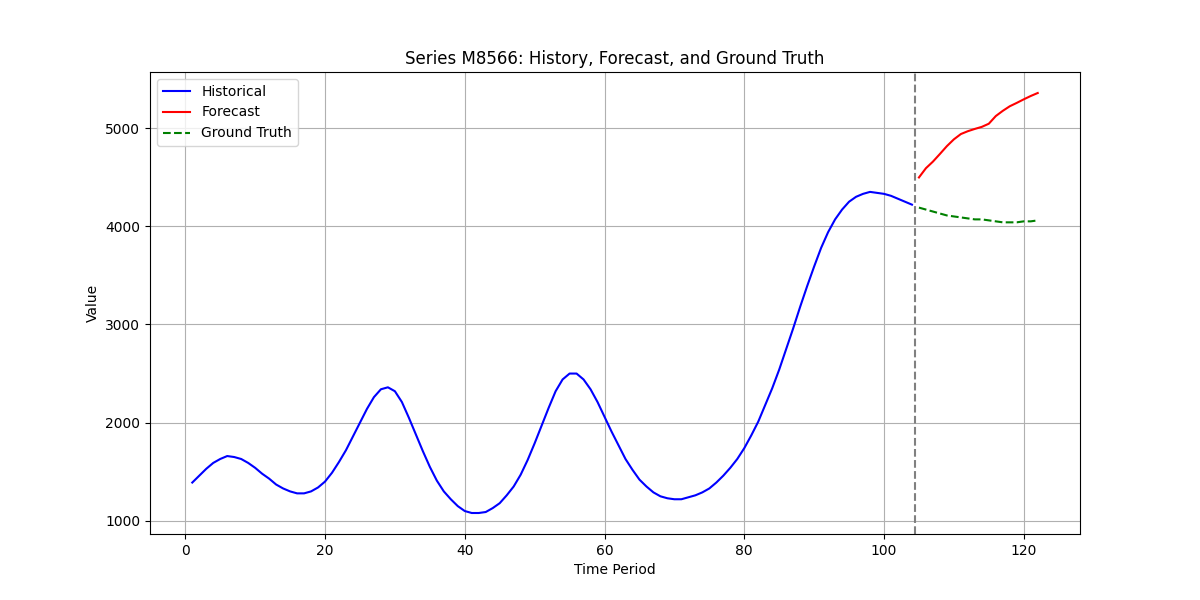 Series M8566: History, Forecast, and Ground Truth
Historical
Forecast
Ground Truth
Value
5000
4000
3000
2000
1000
0 20 40 60 80 100 120
Time Period